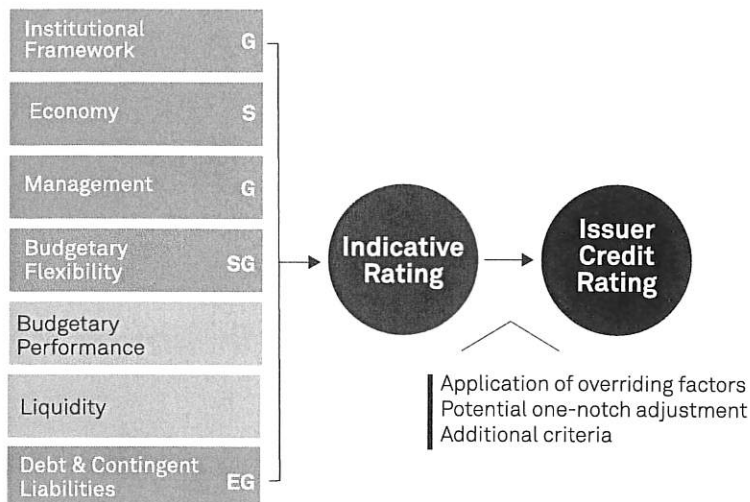 Institutional
Framework G
Economy S
Management G
Budgetary
Flexibility SG
Budgetary
Performance
Liquidity
Debt & Contingent
Liabilities EG
Indicative
Rating
Issuer
Credit
Rating
Application of overriding factors
Potential one-notch adjustment
Additional criteria